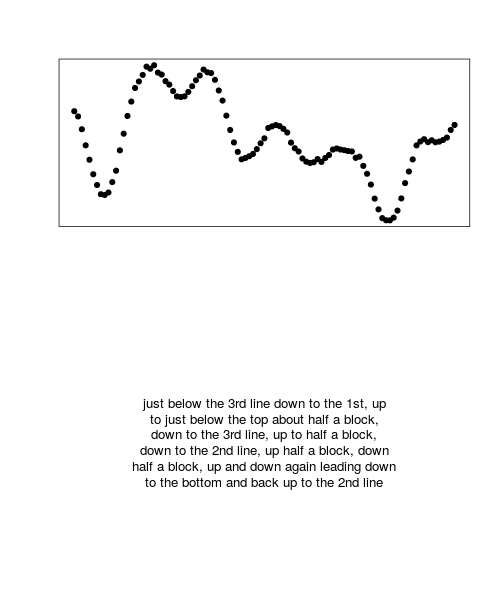 just below the 3rd line down to the 1st, up
to just below the top about half a block,
down to the 3rd line, up to half a block,
down to the 2nd line, up half a block, down
half a block, up and down again leading down
to the bottom and back up to the 2nd line